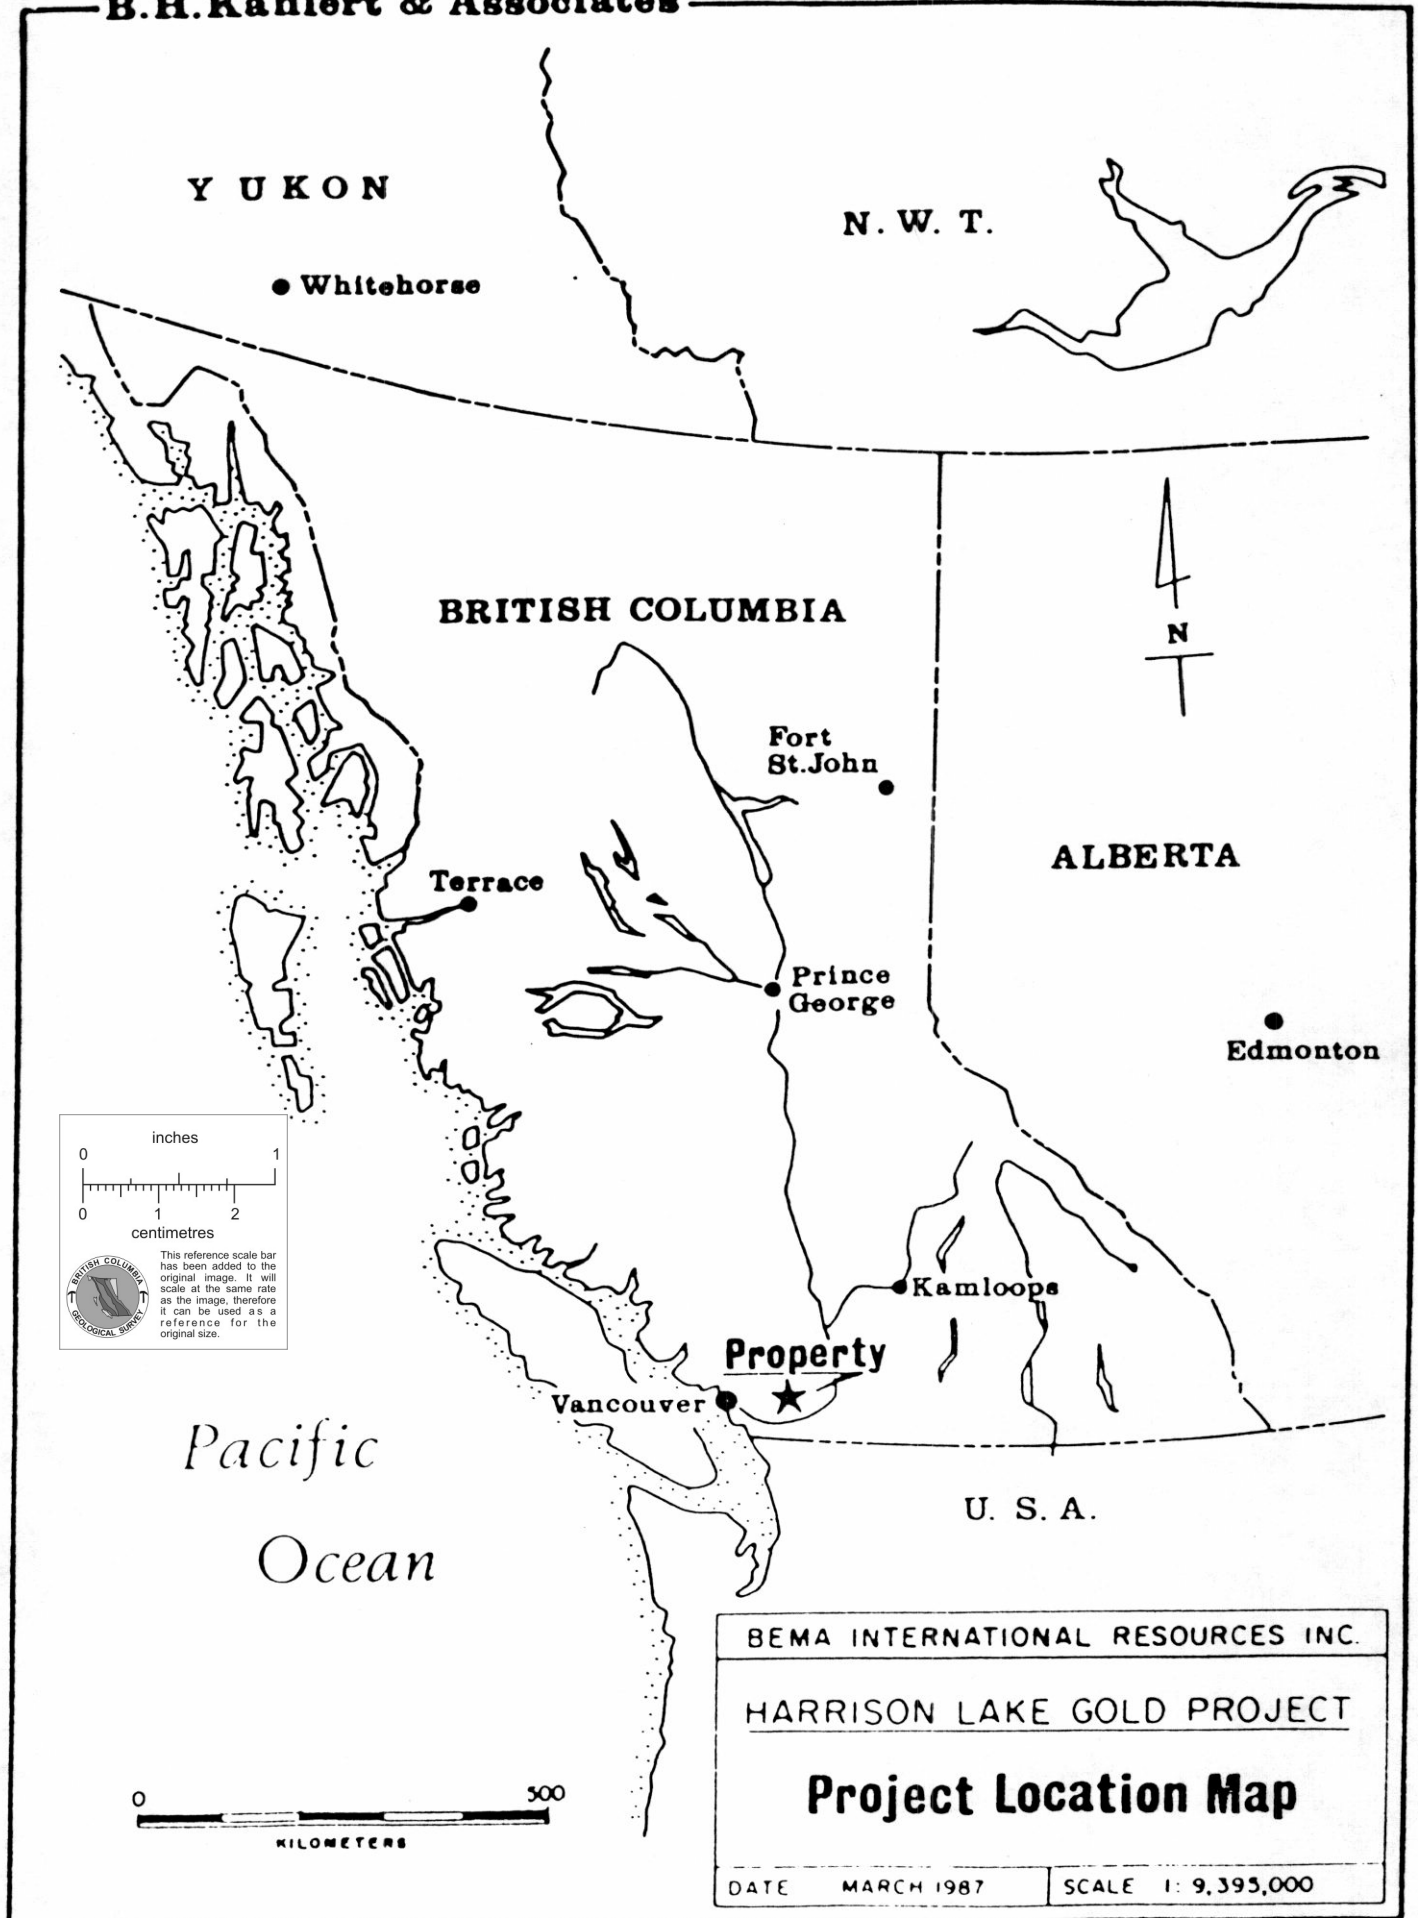 B.H.Kahlert & Associates
YUKON
N.W.T.
Whitehorse
BRITISH COLUMBIA
N
Fort
St.John
ALBERTA
Terrace
Prince
George
Edmonton
inches
0 1
0 1 2
centimetres
BRITISH COLUMBIA
GEOLOGICAL SURVEY
This reference scale bar
has been added to the
original image. It will
scale at the same rate
as the image, therefore
it can be used as a
reference for the
original size.
Kamloops
Property
Vancouver
Pacific
Ocean
U. S. A.
BEMA INTERNATIONAL RESOURCES INC.
HARRISON LAKE GOLD PROJECT
Project Location Map
0 500
KILOMETERS
DATE MARCH 1987
SCALE 1: 9,395,000